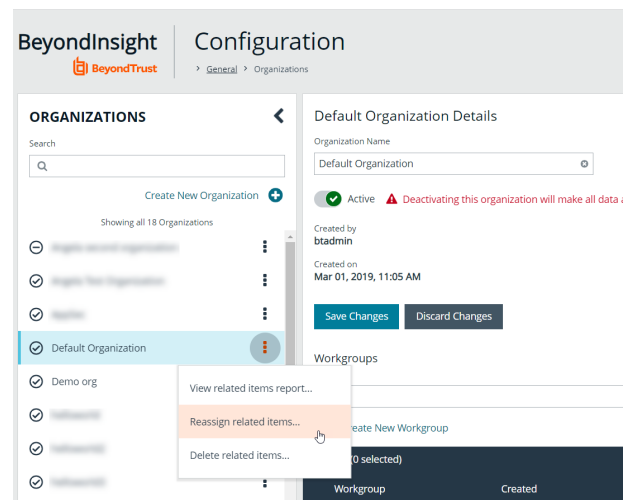 BeyondInsight
BeyondTrust
Configuration
> General > Organizations
ORGANIZATIONS
Search
Create New Organization
Showing all 18 Organizations
Default Organization
Demo org
View related items report...
Reassign related items...
Delete related items...
Default Organization Details
Organization Name
Default Organization
Active
Deactivating this organization will make all data
Created by
btadmin
Created on
Mar 01, 2019, 11:05 AM
Save Changes
Discard Changes
Workgroups
New Workgroup
(0 selected)
Workgroup
Created